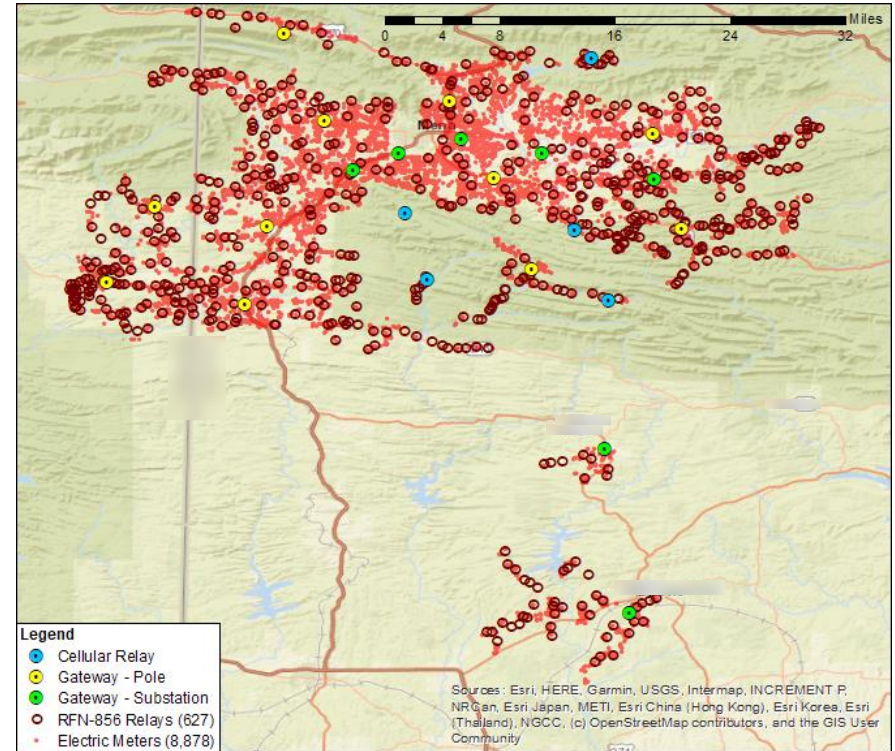 Miles
0 4 8 16 24 32
Legend
Cellular Relay
Gateway - Pole
Gateway - Substation
RFN-856 Relays (627)
Electric Meters (8,878)
Sources: Esri, HERE, Garmin, USGS, Intermap, INCREMENT P,
NRCan, Esri Japan, METI, Esri China (Hong Kong), Esri Korea, Esri
(Thailand), NGCC, (c) OpenStreetMap contributors, and the GIS User
Community